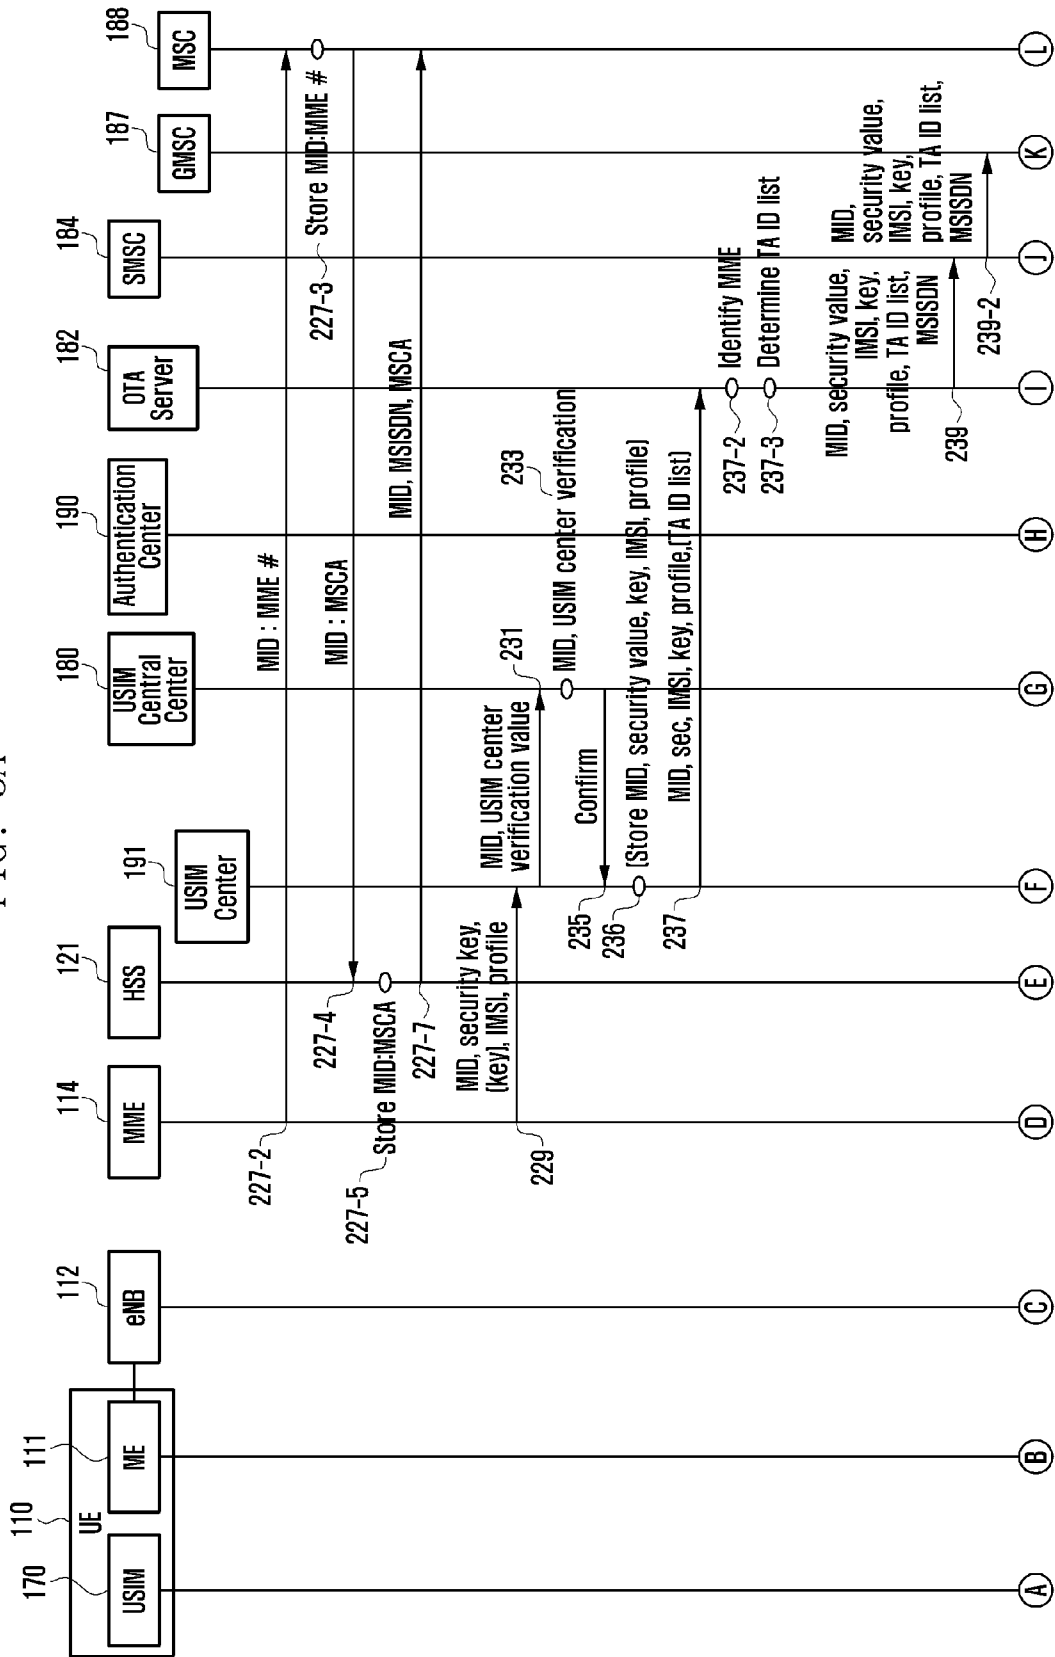 110
UE
170
USIM
111
ME
112
eNB
114
MME
121
HSS
191
USIM
Center
180
USIM
Central
Center
190
Authentication
Center
182
OTA
Server
184
SMSC
187
GMSC
188
MSC
227-2
MID : MME #
227-3
Store MID:MME #
227-4
MID : MSCA
227-5
Store MID:MSCA
227-7
MID, MSISDN, MSCA
229
MID, security key,
(key), IMSI, profile
231
MID, USIM center
verification value
233
MID, USIM center verification
235
Confirm
236
(Store MID, security value, key, IMSI, profile)
237
MID, sec, IMSI, key, profile,(TA ID list)
237-2
Identify MME
237-3
Determine TA ID list
239
MID, security value,
IMSI, key,
profile, TA ID list,
MSISDN
239-2
MID,
security value,
IMSI, key,
profile, TA ID list,
MSISDN
A
B
C
D
E
F
G
H
I
J
K
L